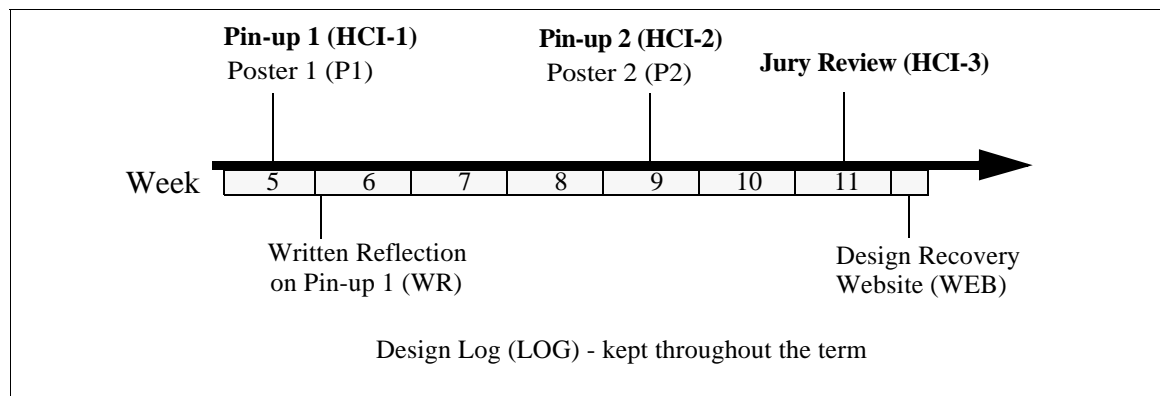 Pin-up 1 (HCI-1)
Poster 1 (P1)
Pin-up 2 (HCI-2)
Poster 2 (P2)
Jury Review (HCI-3)
Week 5 6 7 8 9 10 11
Written Reflection
on Pin-up 1 (WR)
Design Recovery
Website (WEB)
Design Log (LOG) - kept throughout the term